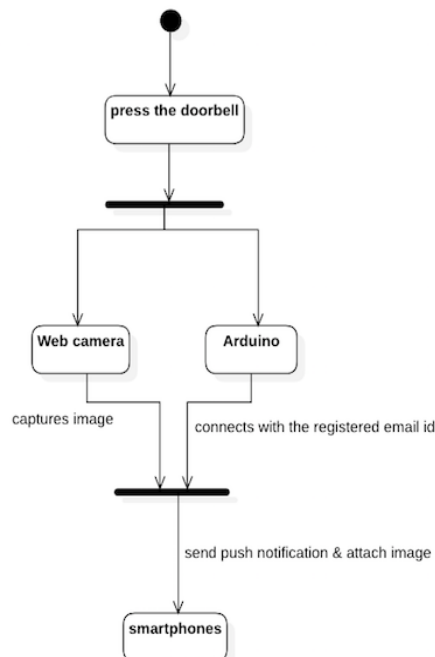 press the doorbell
Web camera
Arduino
captures image
connects with the registered email id
send push notification & attach image
smartphones